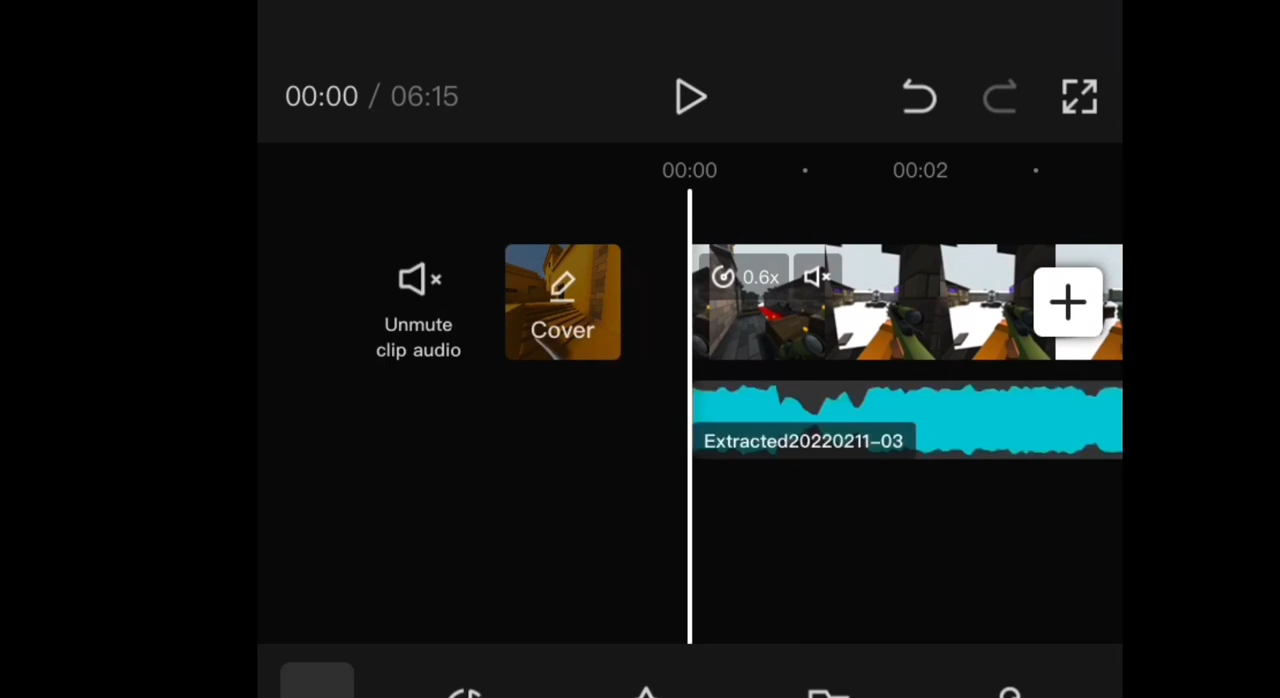 00:00 / 06:15
00:00
00:02
Unmute
clip audio
Cover
0.6x
Extracted20220211-03